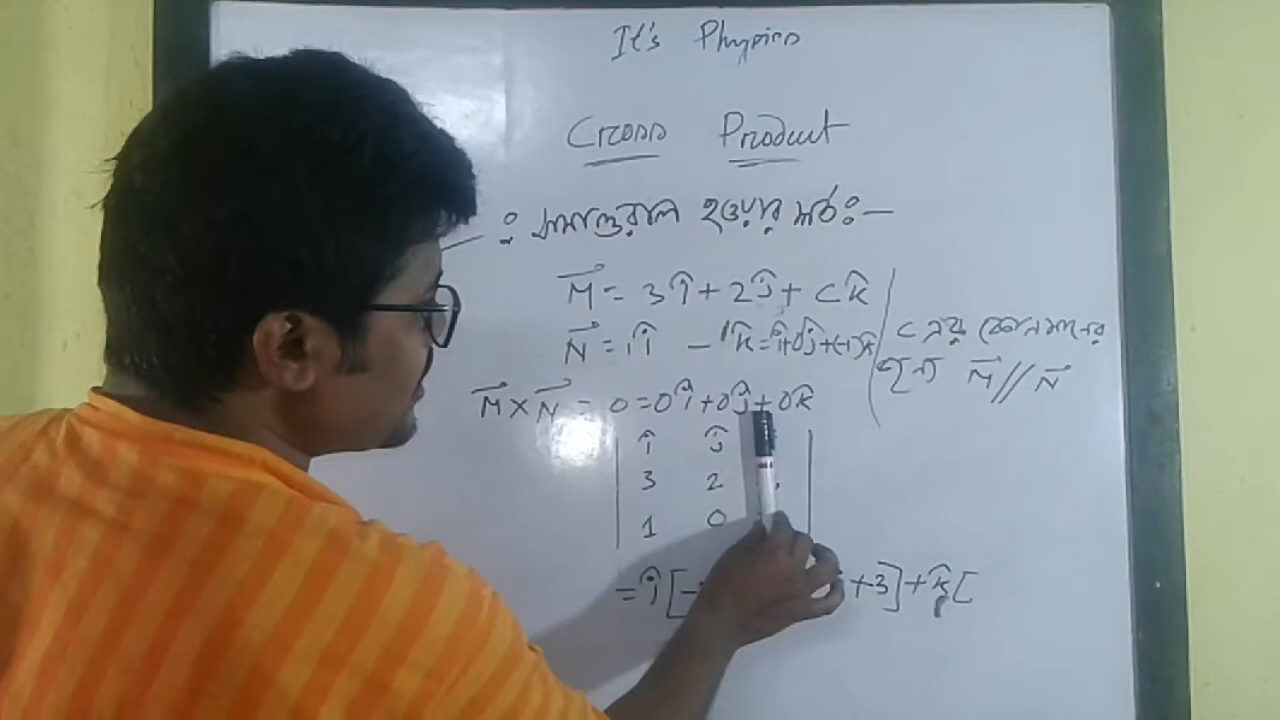 It's Physics
Cross Product
: সমান্তরাল হওয়ার শর্ত :—
M⃗ = 3î + 2ĵ + ck̂
N⃗ = 1î − 1k̂ = î + 0ĵ + (-1)k̂
c এর কোন মানের
জন্য M⃗ // N⃗
M⃗ × N⃗ = 0 = 0î + 0ĵ + 0k̂
î ĵ
3 2
1 0
= î [- +3] + k̂ [